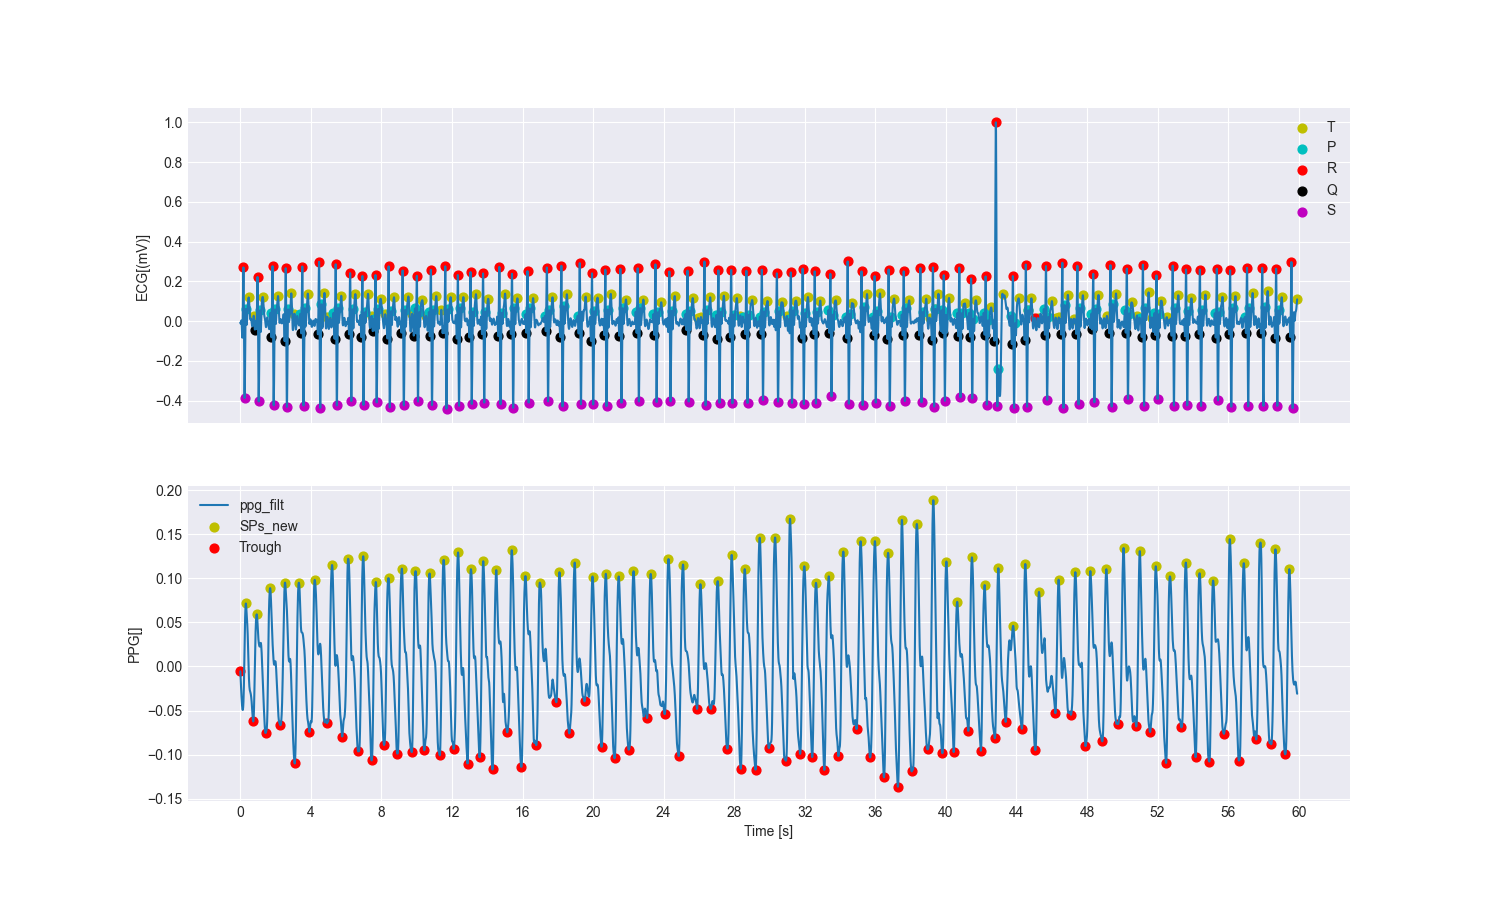 1.0
0.8
0.6
0.4
0.2
0.0
−0.2
−0.4
ECG[(mV)]
T
P
R
Q
S
0.20
0.15
0.10
0.05
0.00
−0.05
−0.10
−0.15
PPG[]
ppg_filt
SPs_new
Trough
0 4 8 12 16 20 24 28 32 36 40 44 48 52 56 60
Time [s]